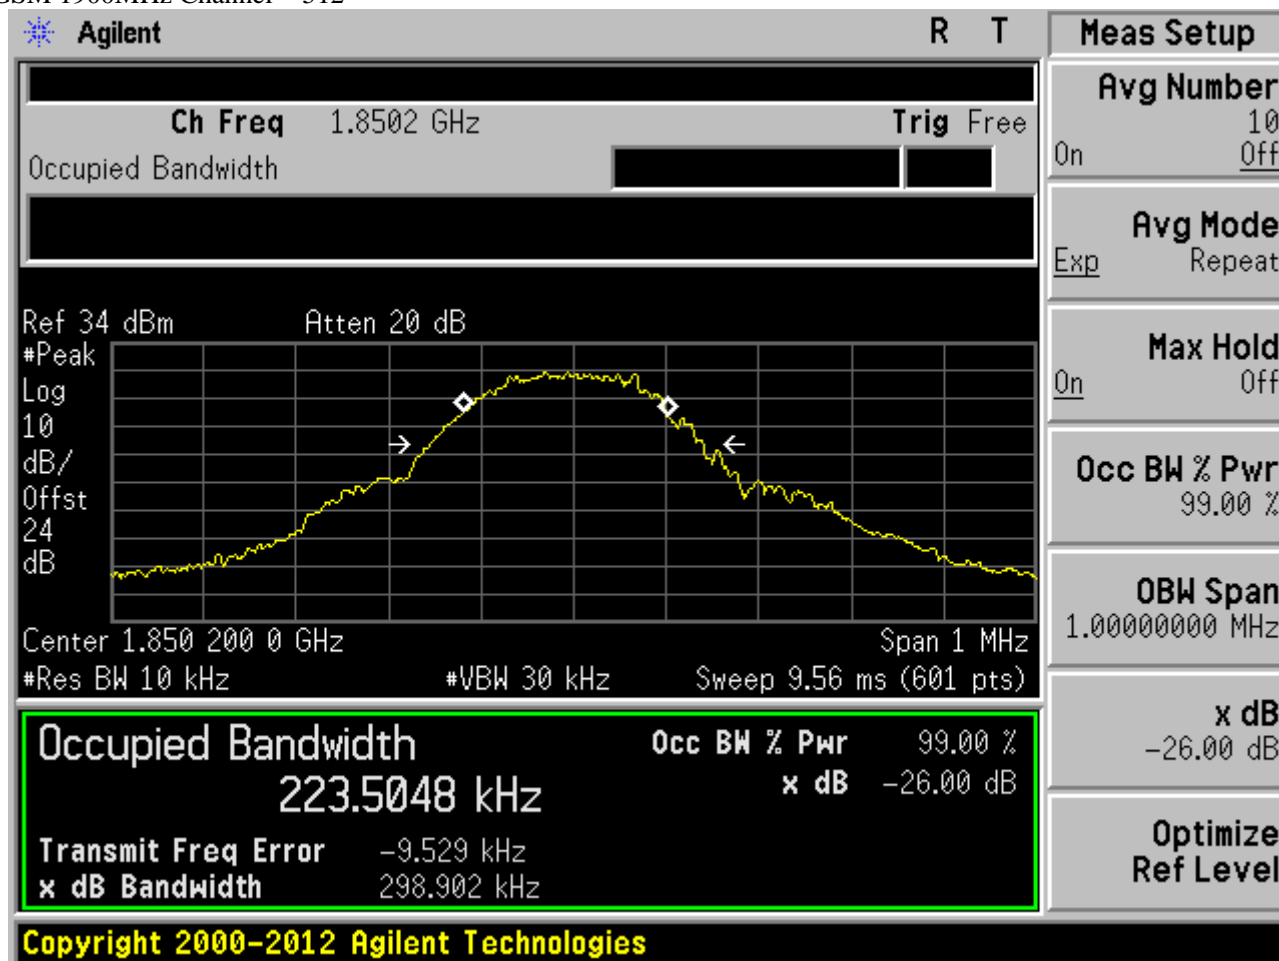 GSM 1900MHz Channel
512
Agilent
R T
Ch Freq 1.8502 GHz
Trig Free
Occupied Bandwidth
Ref 34 dBm Atten 20 dB
#Peak
Log
10
dB/
Offst
24
dB
Center 1.850 200 0 GHz Span 1 MHz
#Res BW 10 kHz #VBW 30 kHz Sweep 9.56 ms (601 pts)
Occupied Bandwidth
223.5048 kHz
Occ BW % Pwr 99.00 %
x dB -26.00 dB
Transmit Freq Error -9.529 kHz
x dB Bandwidth 298.902 kHz
Copyright 2000-2012 Agilent Technologies
Meas Setup
Avg Number
10
On Off
Avg Mode
Exp Repeat
Max Hold
On Off
Occ BW % Pwr
99.00 %
OBW Span
1.00000000 MHz
x dB
-26.00 dB
Optimize
Ref Level